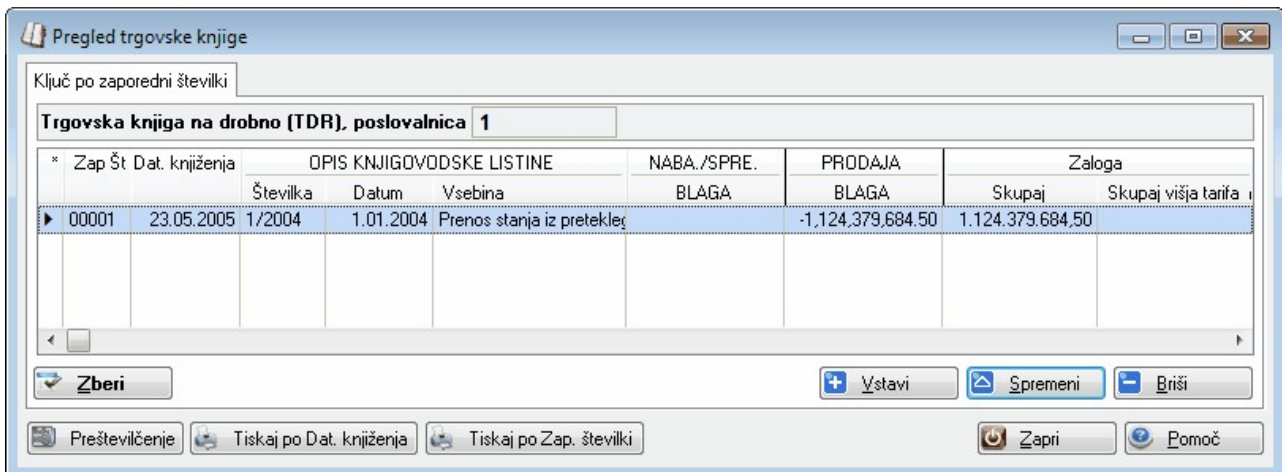 Pregled trgovske knjige
Ključ po zaporedni številki
Trgovska knjiga na drobno (TDR), poslovalnica 1
* Zap Št Dat. knjiženja OPIS KNJIGOVODSKE LISTINE NABA./SPRE. PRODAJA Zaloga
Številka Datum Vsebina BLAGA BLAGA Skupaj Skupaj višja tarifa
00001 23.05.2005 1/2004 1.01.2004 Prenos stanja iz pretekleg -1,124,379,684.50 1.124.379.684,50
Zberi Vstavi Spremeni Briši
Preštevilčenje Tiskaj po Dat. knjiženja Tiskaj po Zap. številki Zapri Pomoč